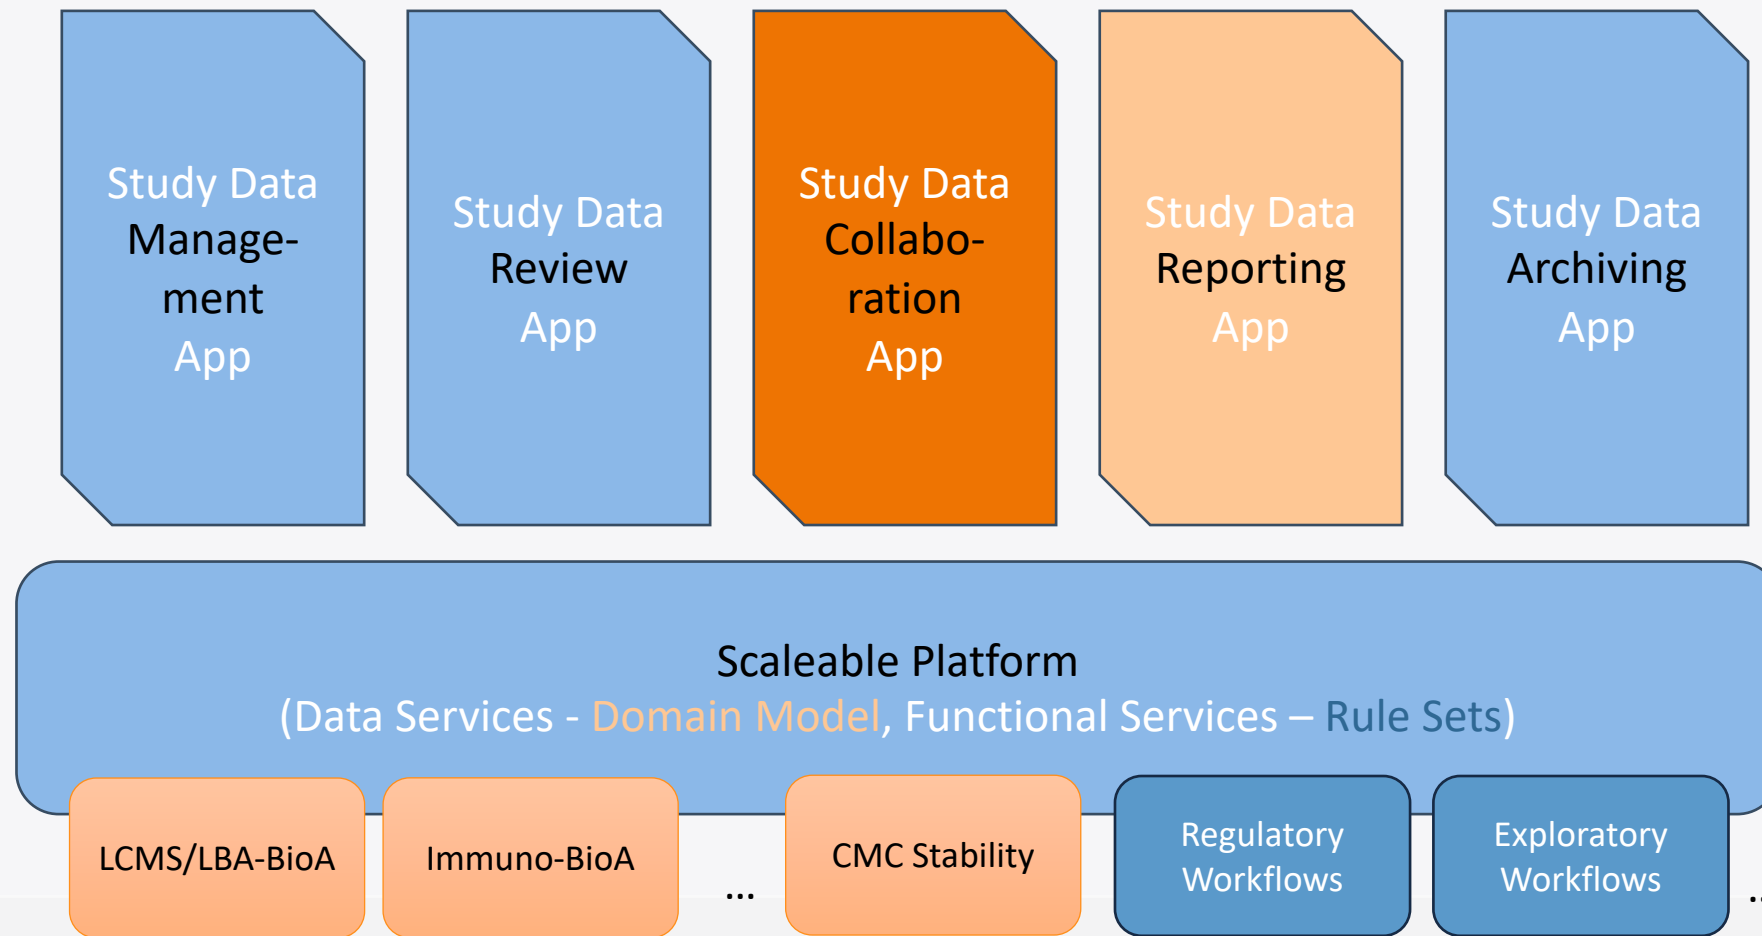 Study Data
Manage-
ment
App
Study Data
Review
App
Study Data
Collabo-
ration
App
Study Data
Reporting
App
Study Data
Archiving
App
Scaleable Platform
(Data Services - Domain Model, Functional Services – Rule Sets)
LCMS/LBA-BioA
Immuno-BioA
...
CMC Stability
Regulatory
Workflows
Exploratory
Workflows
..